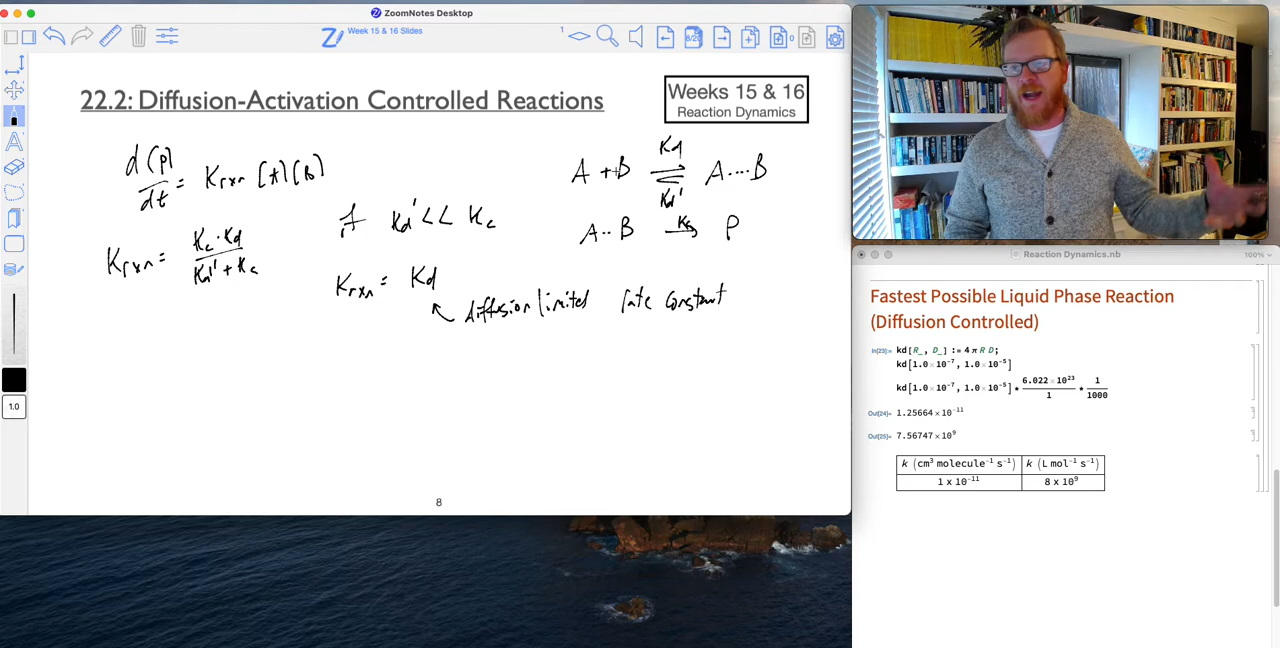 ZoomNotes Desktop
Week 15 & 16 Slides
1
8/20
0
22.2: Diffusion-Activation Controlled Reactions
Weeks 15 & 16
Reaction Dynamics
d[P]/dt = Krxn [A][B]
A + B ⇌ A····B
Kd
Kd'
A··B → P
Kc
Krxn = Kc·Kd / Kd' + Kc
If Kd' << Kc
Krxn = Kd
diffusion limited rate constant
8
1.0
Reaction Dynamics.nb
100%
Fastest Possible Liquid Phase Reaction
(Diffusion Controlled)
In[23]:= kd[R_, D_] := 4 π R D;
kd[1.0×10⁻⁷, 1.0×10⁻⁵]
kd[1.0×10⁻⁷, 1.0×10⁻⁵] * 6.022×10²³/1 * 1/1000
Out[24]= 1.25664×10⁻¹¹
Out[25]= 7.56747×10⁹
k (cm³ molecule⁻¹ s⁻¹) k (L mol⁻¹ s⁻¹)
1 x 10⁻¹¹ 8 x 10⁹